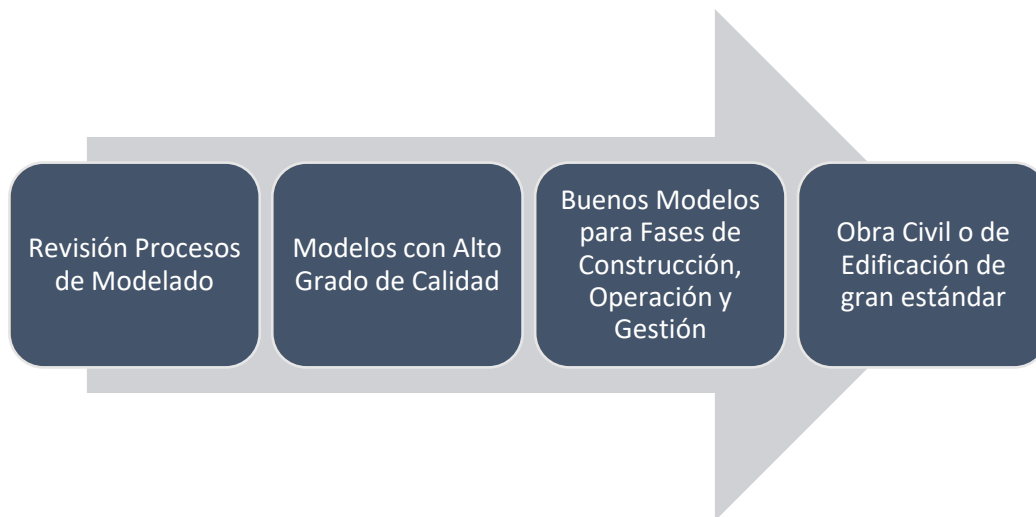 Revisión Procesos
de Modelado
Modelos con Alto
Grado de Calidad
Buenos Modelos
para Fases de
Construcción,
Operación y
Gestión
Obra Civil o de
Edificación de
gran estándar